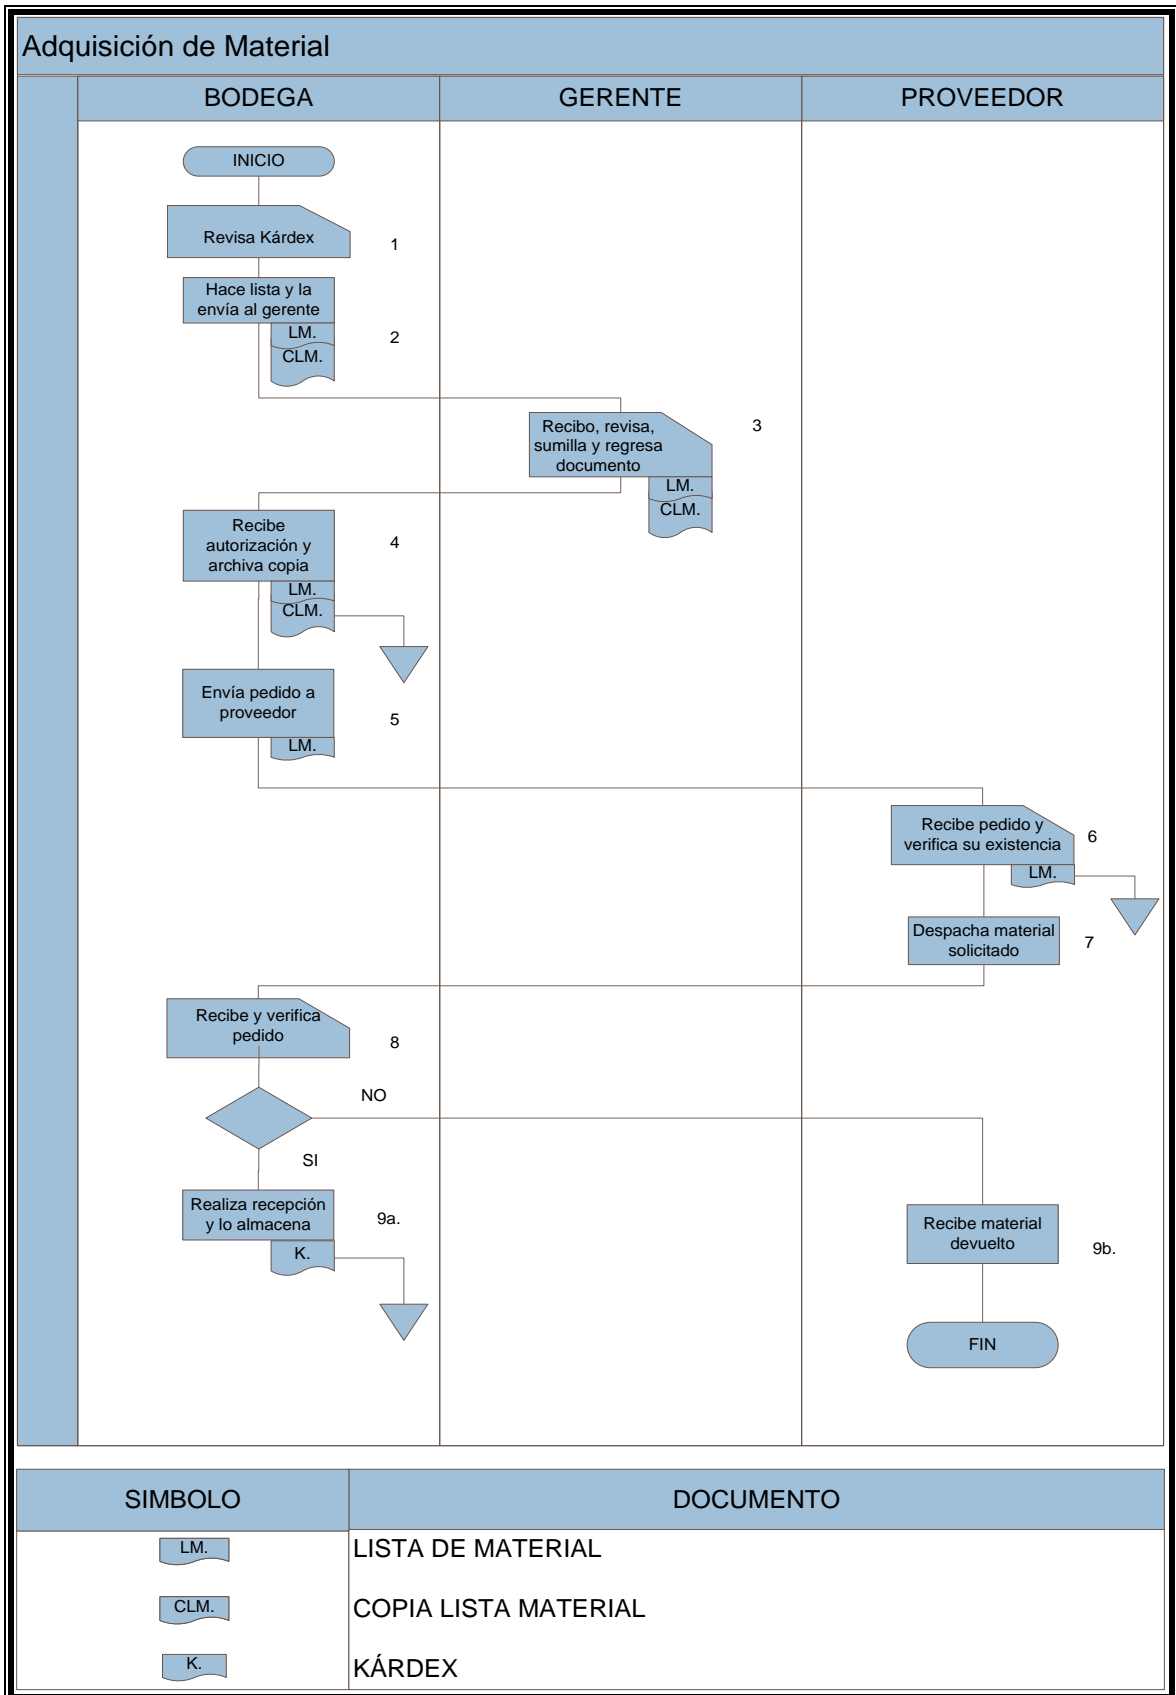 Adquisición de Material
BODEGA
GERENTE
PROVEEDOR
INICIO
Revisa Kárdex
1
Hace lista y la
envía al gerente
LM.
2
CLM.
Recibo, revisa,
sumilla y regresa
documento
3
LM.
CLM.
Recibe
autorización y
archiva copia
4
LM.
CLM.
Envía pedido a
proveedor
5
LM.
Recibe pedido y
verifica su existencia
6
LM.
Despacha material
solicitado
7
Recibe y verifica
pedido
8
NO
SI
Realiza recepción
y lo almacena
9a.
K.
Recibe material
devuelto
9b.
FIN
SIMBOLO
DOCUMENTO
LM.
LISTA DE MATERIAL
CLM.
COPIA LISTA MATERIAL
K.
KÁRDEX